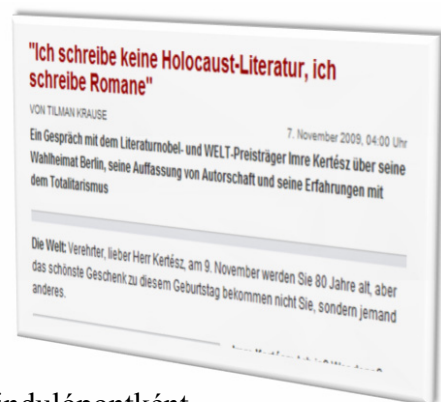 "Ich schreibe keine Holocaust-Literatur, ich
schreibe Romane"
VON TILMAN KRAUSE
7. November 2009, 04:00 Uhr
Ein Gespräch mit dem Literaturnobel- und WELT-Preisträger Imre Kertész über seine
Wahlheimat Berlin, seine Auffassung von Autorschaft und seine Erfahrungen mit
dem Totalitarismus
Die Welt: Verehrter, lieber Herr Kertész, am 9. November werden Sie 80 Jahre alt, aber
das schönste Geschenk zu diesem Geburtstag bekommen nicht Sie, sondern jemand
anderes.